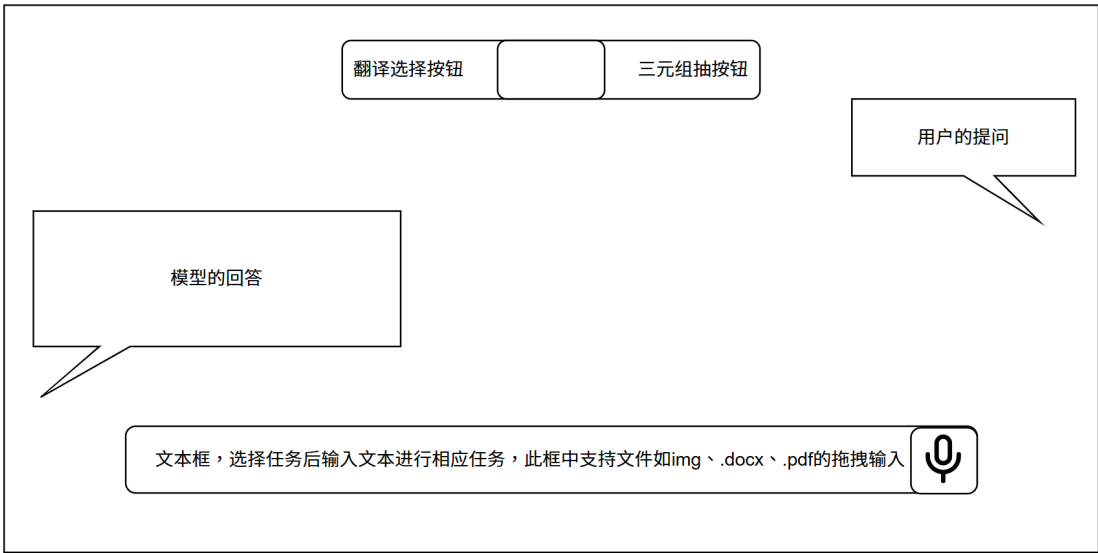 翻译选择按钮
三元组抽按钮
用户的提问
模型的回答
文本框，选择任务后输入文本进行相应任务，此框中支持文件如img、.docx、.pdf的拖拽输入